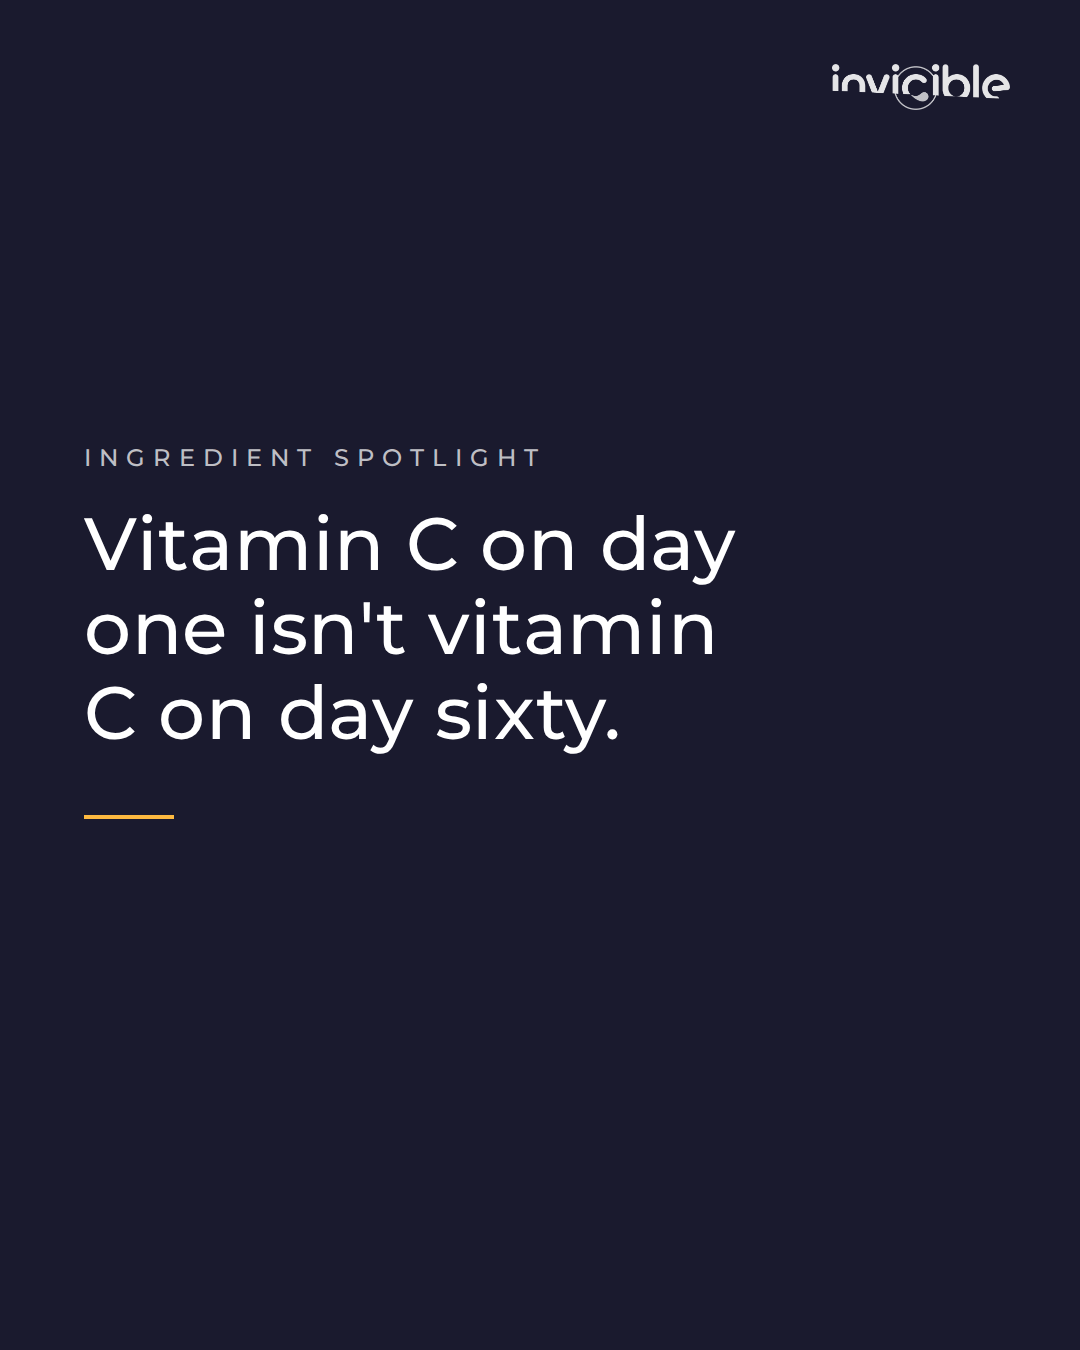 invicible
INGREDIENT SPOTLIGHT
Vitamin C on day
one isn't vitamin
C on day sixty.